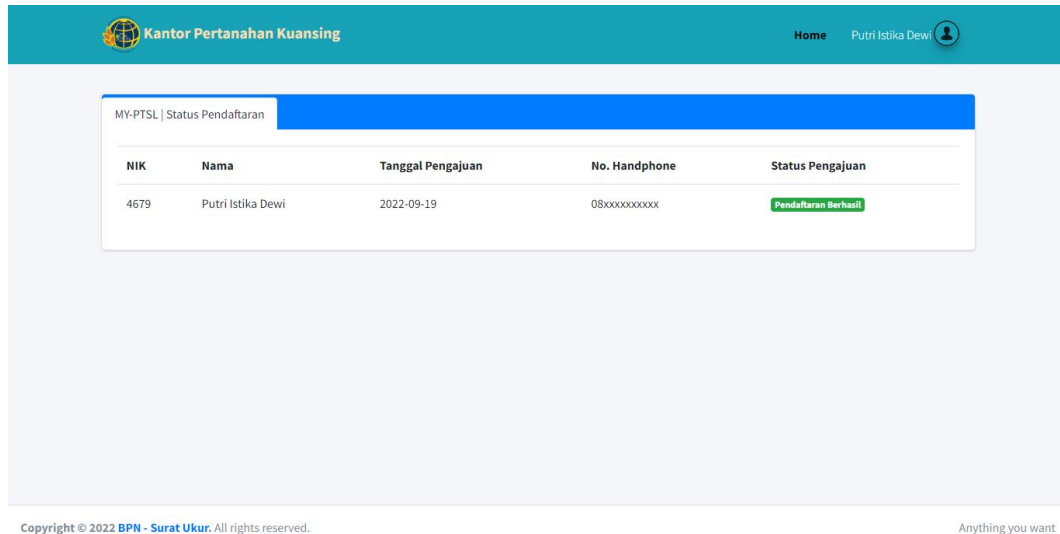 Kantor Pertanahan Kuansing
Home
Putri Istika Dewi
MY-PTSL | Status Pendaftaran
NIK Nama Tanggal Pengajuan No. Handphone Status Pengajuan
4679 Putri Istika Dewi 2022-09-19 08xxxxxxxxxx Pendaftaran Berhasil
Copyright © 2022 BPN - Surat Ukur. All rights reserved.
Anything you want